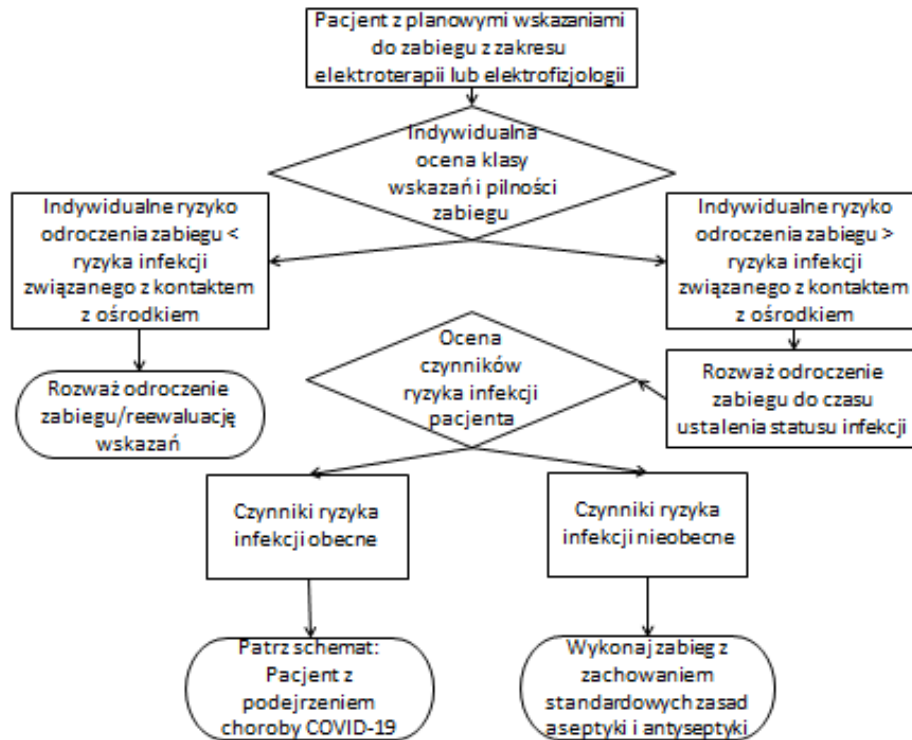 Pacjent z planowymi wskazaniami
do zabiegu z zakresu
elektroterapii lub elektrofizjologii
Indywidualna
ocena klasy
wskazań i pilności
zabiegu
Indywidualne ryzyko
odroczenia zabiegu <
ryzyka infekcji
związanego z kontaktem
z ośrodkiem
Indywidualne ryzyko
odroczenia zabiegu >
ryzyka infekcji
związanego z kontaktem
z ośrodkiem
Rozważ odroczenie
zabiegu/reewaluację
wskazań
Ocena
czynników
ryzyka infekcji
pacjenta
Rozważ odroczenie
zabiegu do czasu
ustalenia statusu infekcji
Czynniki ryzyka
infekcji obecne
Czynniki ryzyka
infekcji nieobecne
Patrz schemat:
Pacjent z
podejrzeniem
choroby COVID-19
Wykonaj zabieg z
zachowaniem
standardowych zasad
aseptyki i antyseptyki